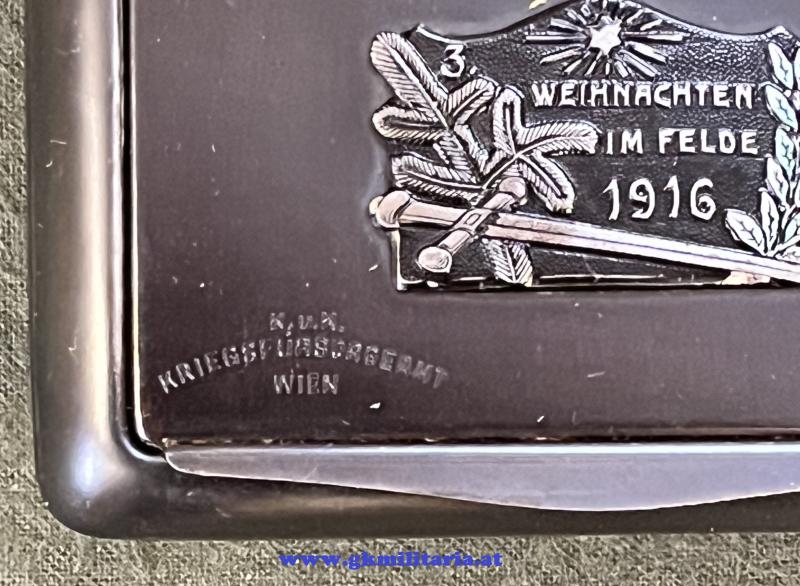 3.
WEIHNACHTEN
IM FELDE
1916
K.u.K.
KRIEGSFÜRSORGEAMT
WIEN
www.gkmilitaria.at